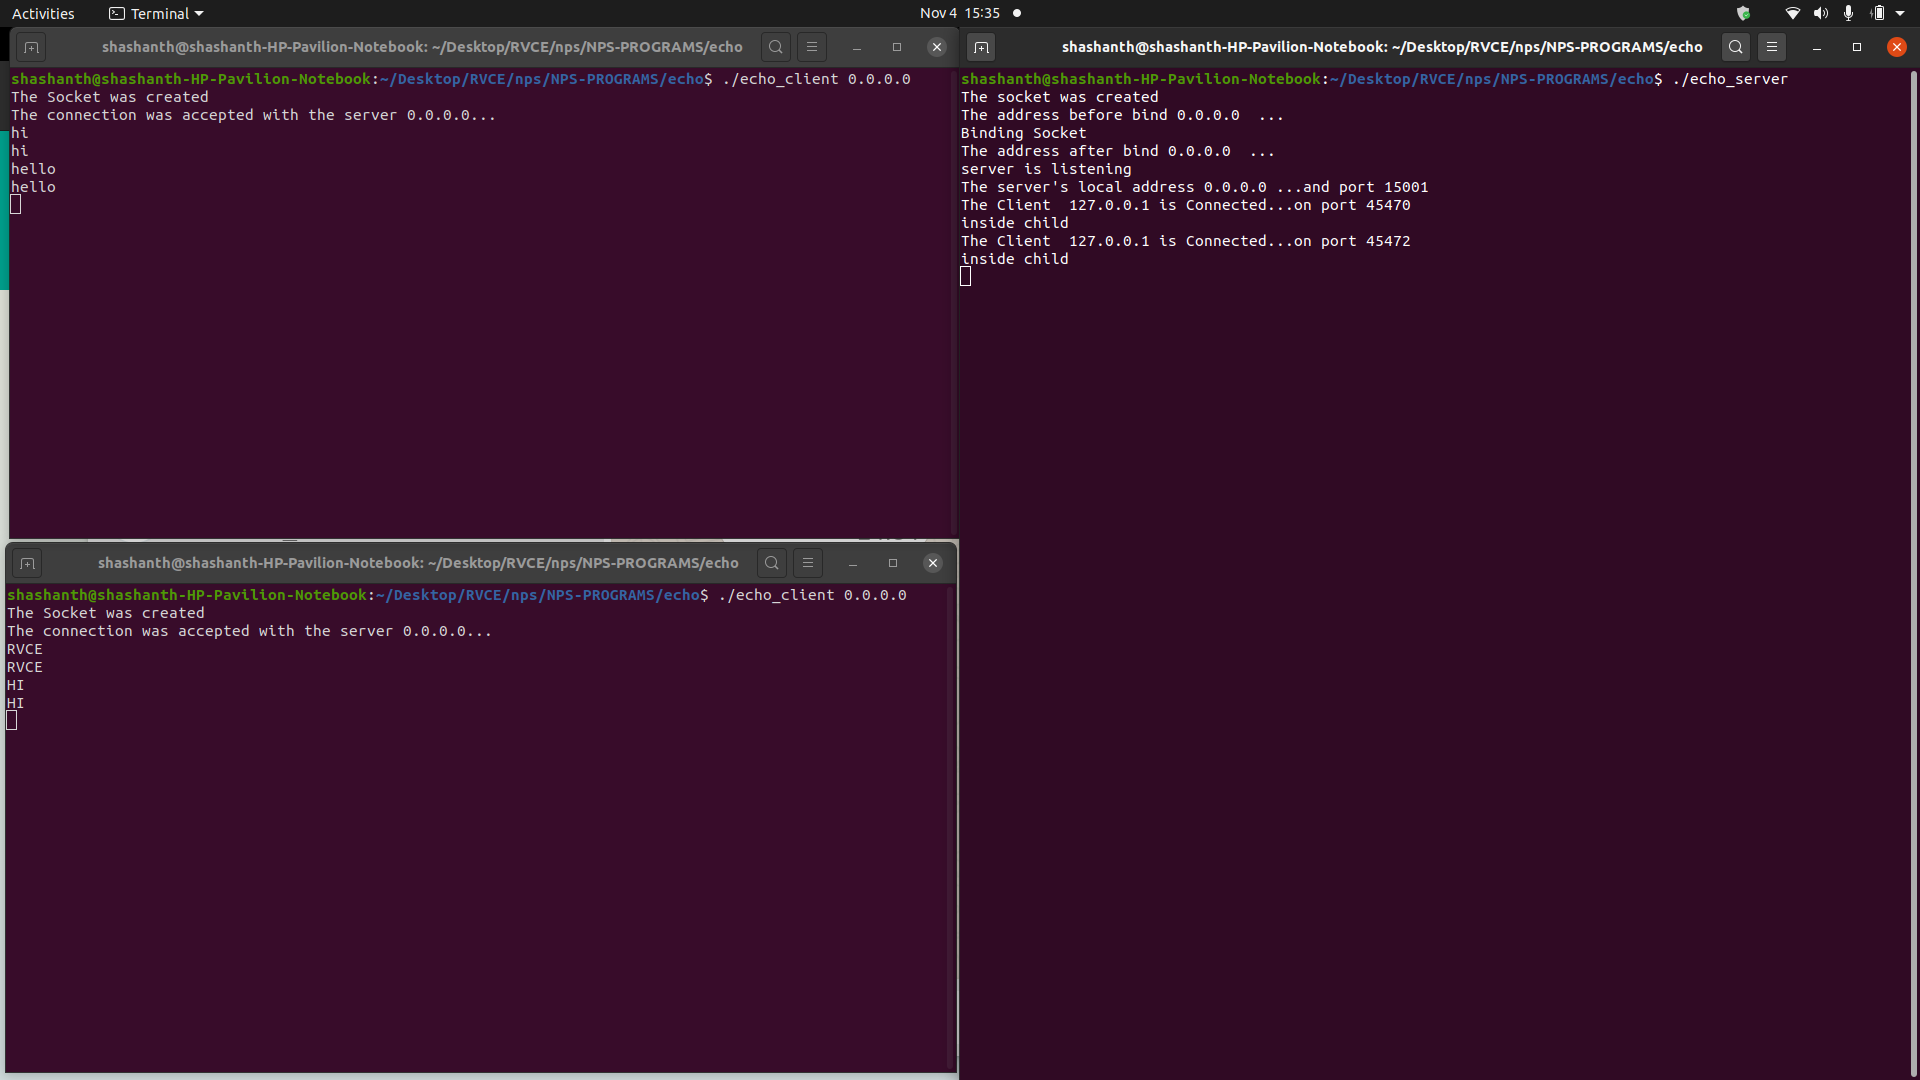 Activities Terminal Nov 4 15:35
shashanth@shashanth-HP-Pavilion-Notebook: ~/Desktop/RVCE/nps/NPS-PROGRAMS/echo
shashanth@shashanth-HP-Pavilion-Notebook:~/Desktop/RVCE/nps/NPS-PROGRAMS/echo$ ./echo_client 0.0.0.0
The Socket was created
The connection was accepted with the server 0.0.0.0...
hi
hi
hello
hello
shashanth@shashanth-HP-Pavilion-Notebook: ~/Desktop/RVCE/nps/NPS-PROGRAMS/echo
shashanth@shashanth-HP-Pavilion-Notebook:~/Desktop/RVCE/nps/NPS-PROGRAMS/echo$ ./echo_client 0.0.0.0
The Socket was created
The connection was accepted with the server 0.0.0.0...
RVCE
RVCE
HI
HI
shashanth@shashanth-HP-Pavilion-Notebook: ~/Desktop/RVCE/nps/NPS-PROGRAMS/echo
shashanth@shashanth-HP-Pavilion-Notebook:~/Desktop/RVCE/nps/NPS-PROGRAMS/echo$ ./echo_server
The socket was created
The address before bind 0.0.0.0  ...
Binding Socket
The address after bind 0.0.0.0  ...
server is listening
The server's local address 0.0.0.0 ...and port 15001
The Client  127.0.0.1 is Connected...on port 45470
inside child
The Client  127.0.0.1 is Connected...on port 45472
inside child